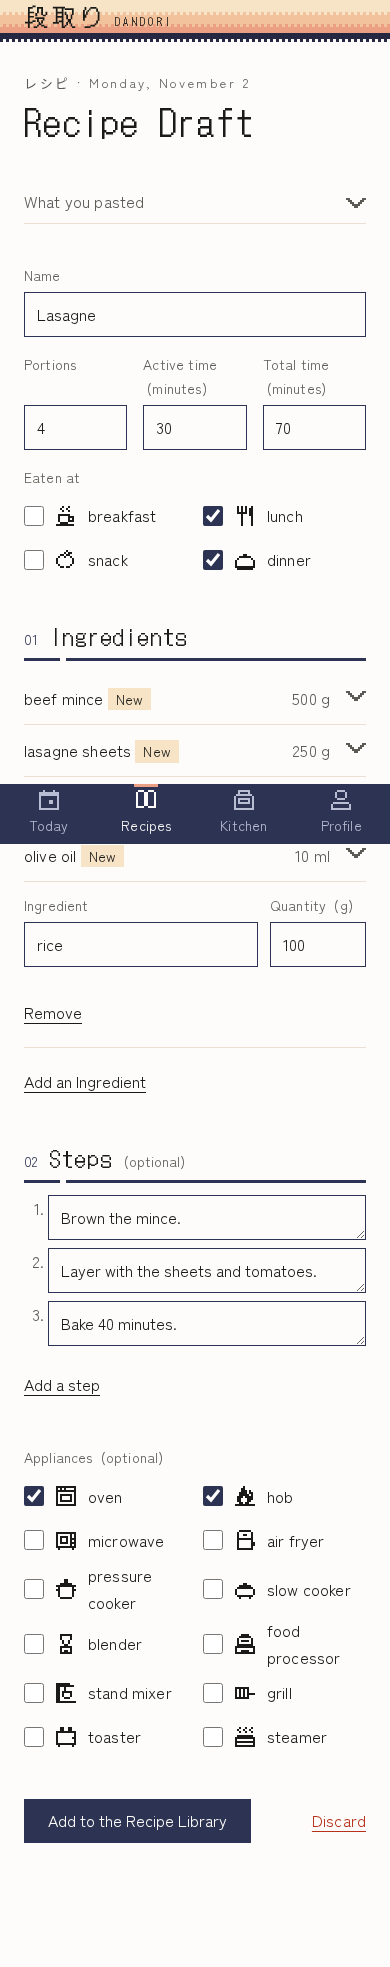 段取り DANDORI
レシピ · Monday, November 2
Recipe Draft
What you pasted
Name
Lasagne
Portions
Active time (minutes)
Total time (minutes)
4
30
70
Eaten at
breakfast
lunch
snack
dinner
01 Ingredients
beef mince New 500 g
lasagne sheets New 250 g
Today
Recipes
Kitchen
Profile
olive oil New 10 ml
Ingredient
Quantity (g)
rice
100
Remove
Add an Ingredient
02 Steps (optional)
1. Brown the mince.
2. Layer with the sheets and tomatoes.
3. Bake 40 minutes.
Add a step
Appliances (optional)
oven
hob
microwave
air fryer
pressure cooker
slow cooker
blender
food processor
stand mixer
grill
toaster
steamer
Add to the Recipe Library
Discard